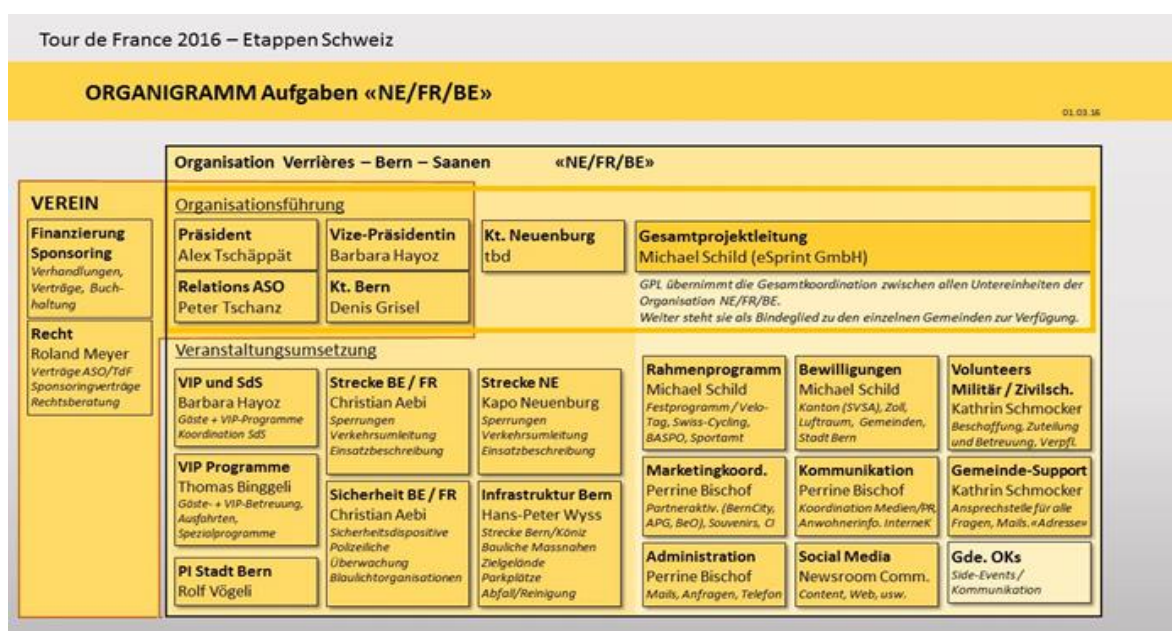 Tour de France 2016 – Etappen Schweiz
ORGANIGRAMM Aufgaben «NE/FR/BE»
01.03.16
Organisation Verrières – Bern – Saanen «NE/FR/BE»
VEREIN
Finanzierung
Sponsoring
Verhandlungen,
Verträge, Buch-
haltung
Recht
Roland Meyer
Verträge ASO/TdF
Sponsoringverträge
Rechtsberatung
Organisationsführung
Präsident
Alex Tschäppät
Vize-Präsidentin
Barbara Hayoz
Kt. Neuenburg
tbd
Gesamtprojektleitung
Michael Schild (eSprint GmbH)
Relations ASO
Peter Tschanz
Kt. Bern
Denis Grisel
GPL übernimmt die Gesamtkoordination zwischen allen Untereinheiten der
Organisation NE/FR/BE.
Weiter steht sie als Bindeglied zu den einzelnen Gemeinden zur Verfügung.
Veranstaltungsumsetzung
VIP und SdS
Barbara Hayoz
Gäste + VIP-Programme
Koordination SdS
VIP Programme
Thomas Binggeli
Gäste- + VIP-Betreuung,
Ausfahrten,
Spezialprogramme
PI Stadt Bern
Rolf Vögeli
Strecke BE / FR
Christian Aebi
Sperrungen
Verkehrsumleitung
Einsatzbeschreibung
Sicherheit BE / FR
Christian Aebi
Sicherheitsdispositive
Polizeiliche
Überwachung
Blaulichtorganisationen
Strecke NE
Kapo Neuenburg
Sperrungen
Verkehrsumleitung
Einsatzbeschreibung
Infrastruktur Bern
Hans-Peter Wyss
Strecke Bern/Köniz
Bauliche Massnahen
Zielgelände
Parkplätze
Abfall/Reinigung
Rahmenprogramm
Michael Schild
Festprogramm / Velo-
Tag, Swiss-Cycling,
BASPO, Sportamt
Bewilligungen
Michael Schild
Kanton (SVSA), Zoll,
Luftraum, Gemeinden,
Stadt Bern
Volunteers
Militär / Zivilsch.
Kathrin Schmocker
Beschaffung, Zuteilung
und Betreuung, Verpfl.
Marketingkoord.
Perrine Bischof
Partneraktiv. (BernCity,
APG, BeO), Souvenirs, CI
Kommunikation
Perrine Bischof
Koordination Medien/PR,
Anwohnerinfo. InterneK
Gemeinde-Support
Kathrin Schmocker
Ansprechstelle für alle
Fragen, Mails. «Adresse»
Administration
Perrine Bischof
Mails, Anfragen, Telefon
Social Media
Newsroom Comm.
Content, Web, usw.
Gde. OKs
Side-Events /
Kommunikation